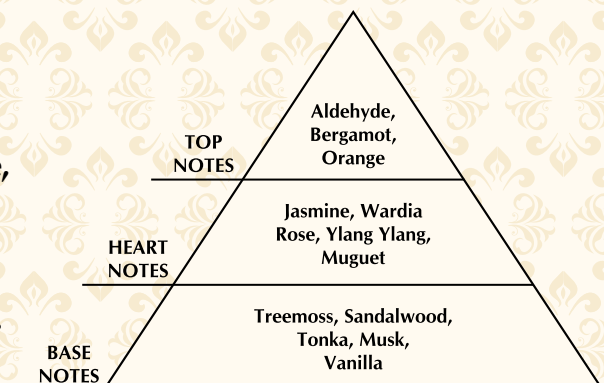 Aldehyde,
Bergamot,
Orange
TOP
NOTES
Jasmine, Wardia
Rose, Ylang Ylang,
Muguet
HEART
NOTES
Treemoss, Sandalwood,
Tonka, Musk,
Vanilla
BASE
NOTES